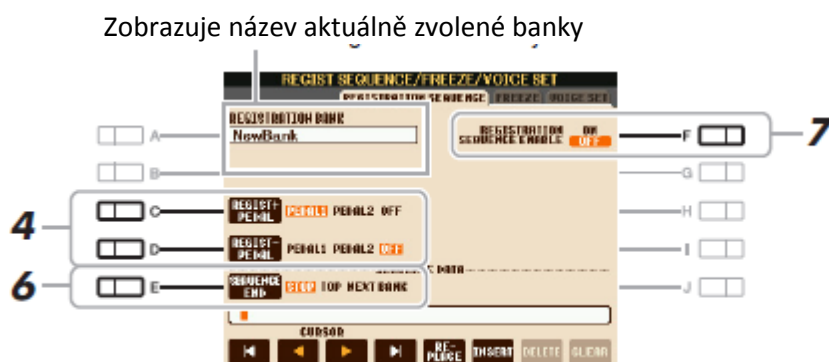 Zobrazuje název aktuálně zvolené banky
REGIST SEQUENCE/FREEZE/VOICE SET
REGISTRATION SEQUENCE FREEZE VOICE SET
REGISTRATION BANK
NewBank
REGISTRATION SEQUENCE ENABLE ON OFF
A
B
C
D
E
F
G
H
I
J
4
6
7
REGIST+ PEDAL PEDAL1 PEDAL2 OFF
REGIST- PEDAL PEDAL1 PEDAL2 OFF
DATA
SEQUENCE END STOP TOP NEXT BANK
CURSOR
RE-PLACE INSERT DELETE CLEAR